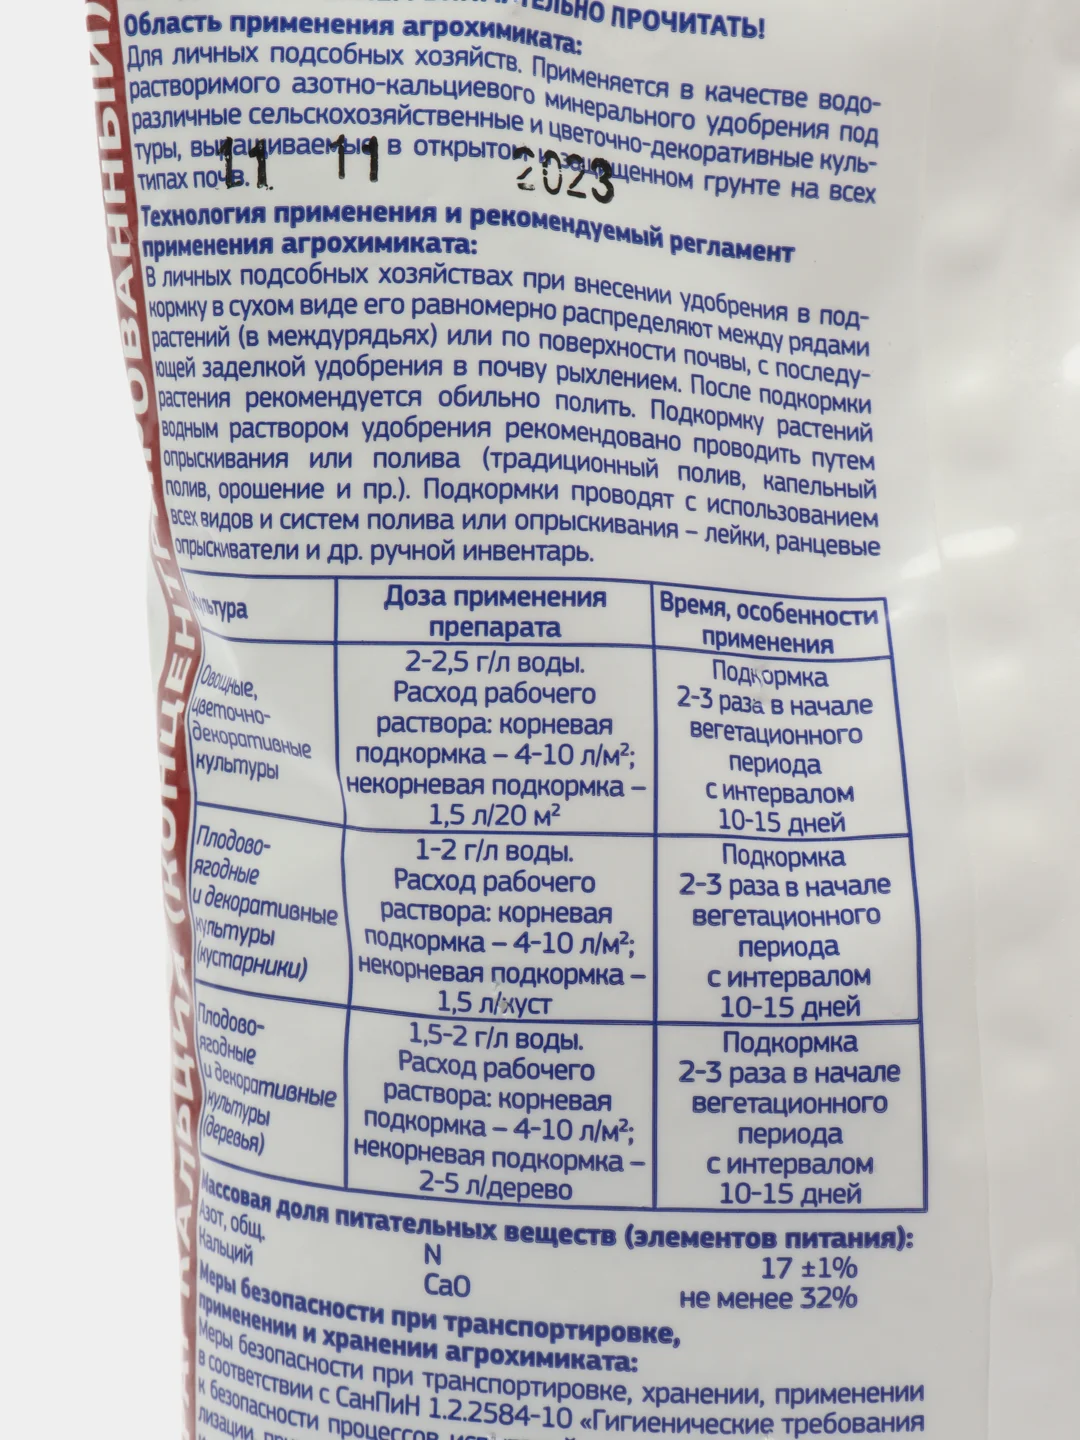 ПРОЧИТАТЬ!
Область применения агрохимиката:
Для личных подсобных хозяйств. Применяется в качестве водо-
растворимого азотно-кальциевого минерального удобрения под
различные сельскохозяйственные и цветочно-декоративные куль-
туры, выращиваемые в открытом и защищенном грунте на всех
типах почв.
11 11 2023
Технология применения и рекомендуемый регламент
применения агрохимиката:
В личных подсобных хозяйствах при внесении удобрения в под-
кормку в сухом виде его равномерно распределяют между рядами
растений (в междурядьях) или по поверхности почвы, с последу-
ющей заделкой удобрения в почву рыхлением. После подкормки
растения рекомендуется обильно полить. Подкормку растений
водным раствором удобрения рекомендовано проводить путем
опрыскивания или полива (традиционный полив, капельный
полив, орошение и пр.). Подкормки проводят с использованием
всех видов и систем полива или опрыскивания – лейки, ранцевые
опрыскиватели и др. ручной инвентарь.
Культура
Доза применения
препарата
Время, особенности
применения
Овощные,
цветочно-
декоративные
культуры
2-2,5 г/л воды.
Расход рабочего
раствора: корневая
подкормка – 4-10 л/м²;
некорневая подкормка –
1,5 л/20 м²
Подкормка
2-3 раза в начале
вегетационного
периода
с интервалом
10-15 дней
Плодово-
ягодные
и декоративные
культуры
(кустарники)
1-2 г/л воды.
Расход рабочего
раствора: корневая
подкормка – 4-10 л/м²;
некорневая подкормка –
1,5 л/куст
Подкормка
2-3 раза в начале
вегетационного
периода
с интервалом
10-15 дней
Плодово-
ягодные
и декоративные
культуры
(деревья)
1,5-2 г/л воды.
Расход рабочего
раствора: корневая
подкормка – 4-10 л/м²;
некорневая подкормка –
2-5 л/дерево
Подкормка
2-3 раза в начале
вегетационного
периода
с интервалом
10-15 дней
Массовая доля питательных веществ (элементов питания):
Азот, общ. N 17 ±1%
Кальций CaO не менее 32%
Меры безопасности при транспортировке,
применении и хранении агрохимиката:
Меры безопасности при транспортировке, хранении, применении
в соответствии с СанПиН 1.2.2584-10 «Гигиенические требования
к безопасности процессов